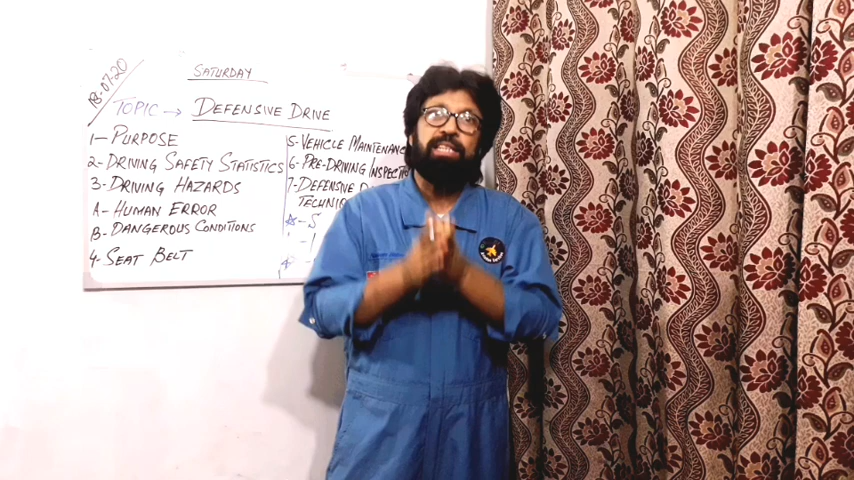 SATURDAY
18-07-20
TOPIC → DEFENSIVE DRIVE
1- PURPOSE
2- DRIVING SAFETY STATISTICS
3- DRIVING HAZARDS
A- HUMAN ERROR
B- DANGEROUS CONDITIONS
4- SEAT BELT
5- VEHICLE MAINTENANC
6- PRE-DRIVING INSPECTIO
7- DEFENSIVE D
TECHNIQ
- S